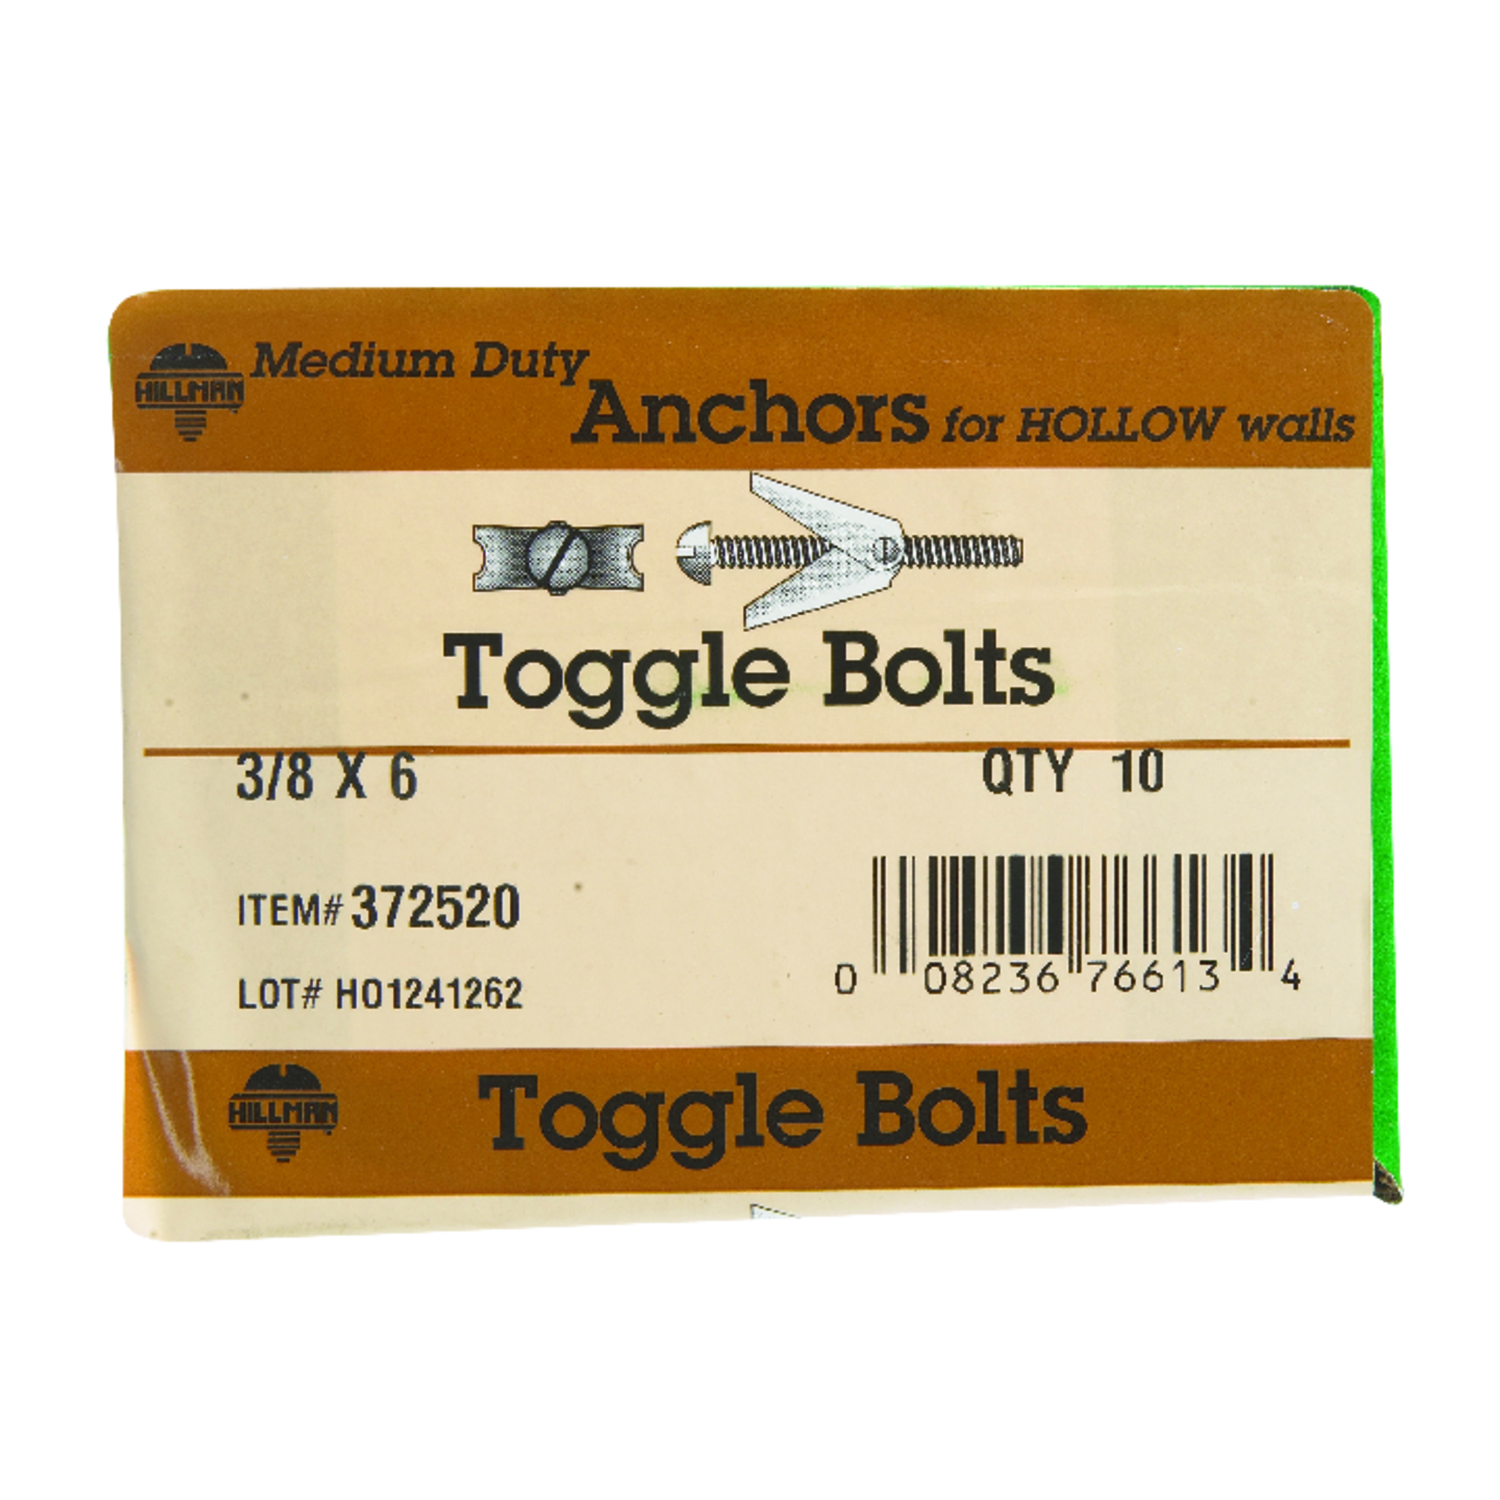 HILLMAN
Medium Duty
Anchors for HOLLOW walls
Toggle Bolts
3/8 X 6 QTY 10
ITEM# 372520
LOT# H01241262
0 08236 76613 4
HILLMAN
Toggle Bolts